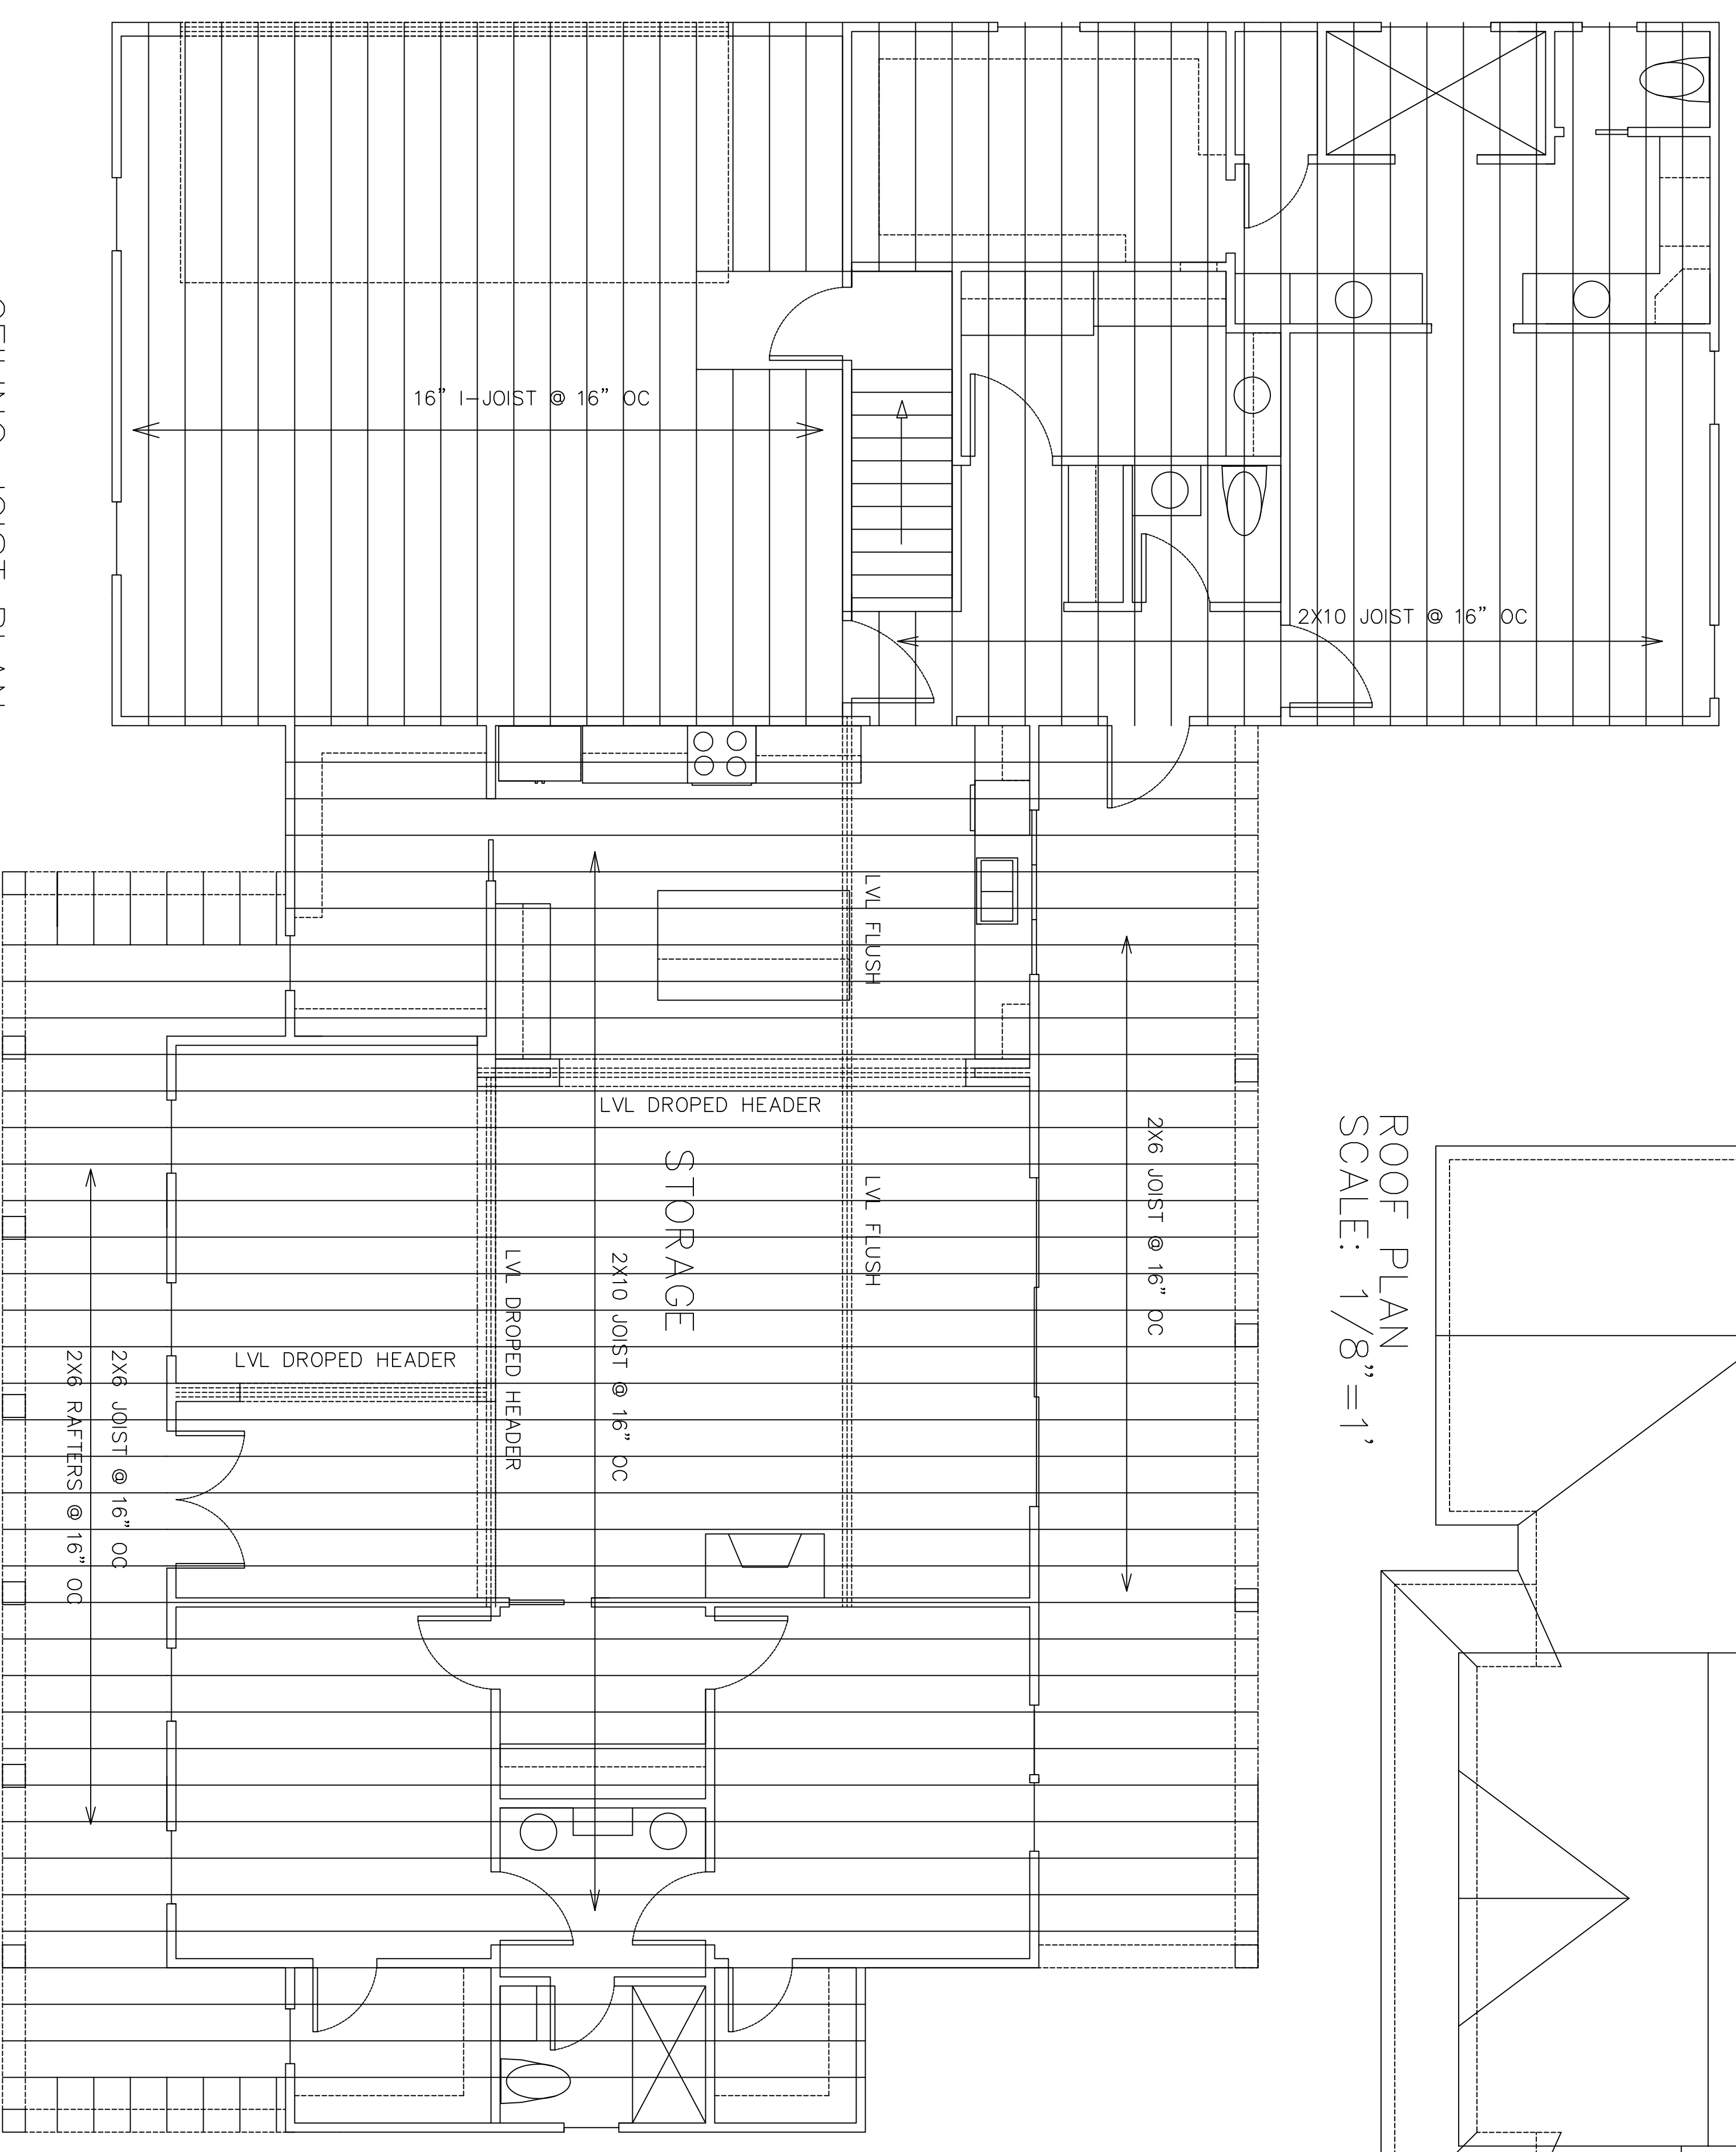 16" I-JOIST @ 16" OC
2X10 JOIST @ 16" OC
LVL FLUSH
LVL DROPED HEADER
STORAGE
LVL FLUSH
2X6 JOIST @ 16" OC
2X10 JOIST @ 16" OC
LVL DROPED HEADER
LVL DROPED HEADER
2X6 JOIST @ 16" OC
2X6 RAFTERS @ 16" OC
ROOF PLAN
SCALE: 1/8"=1'